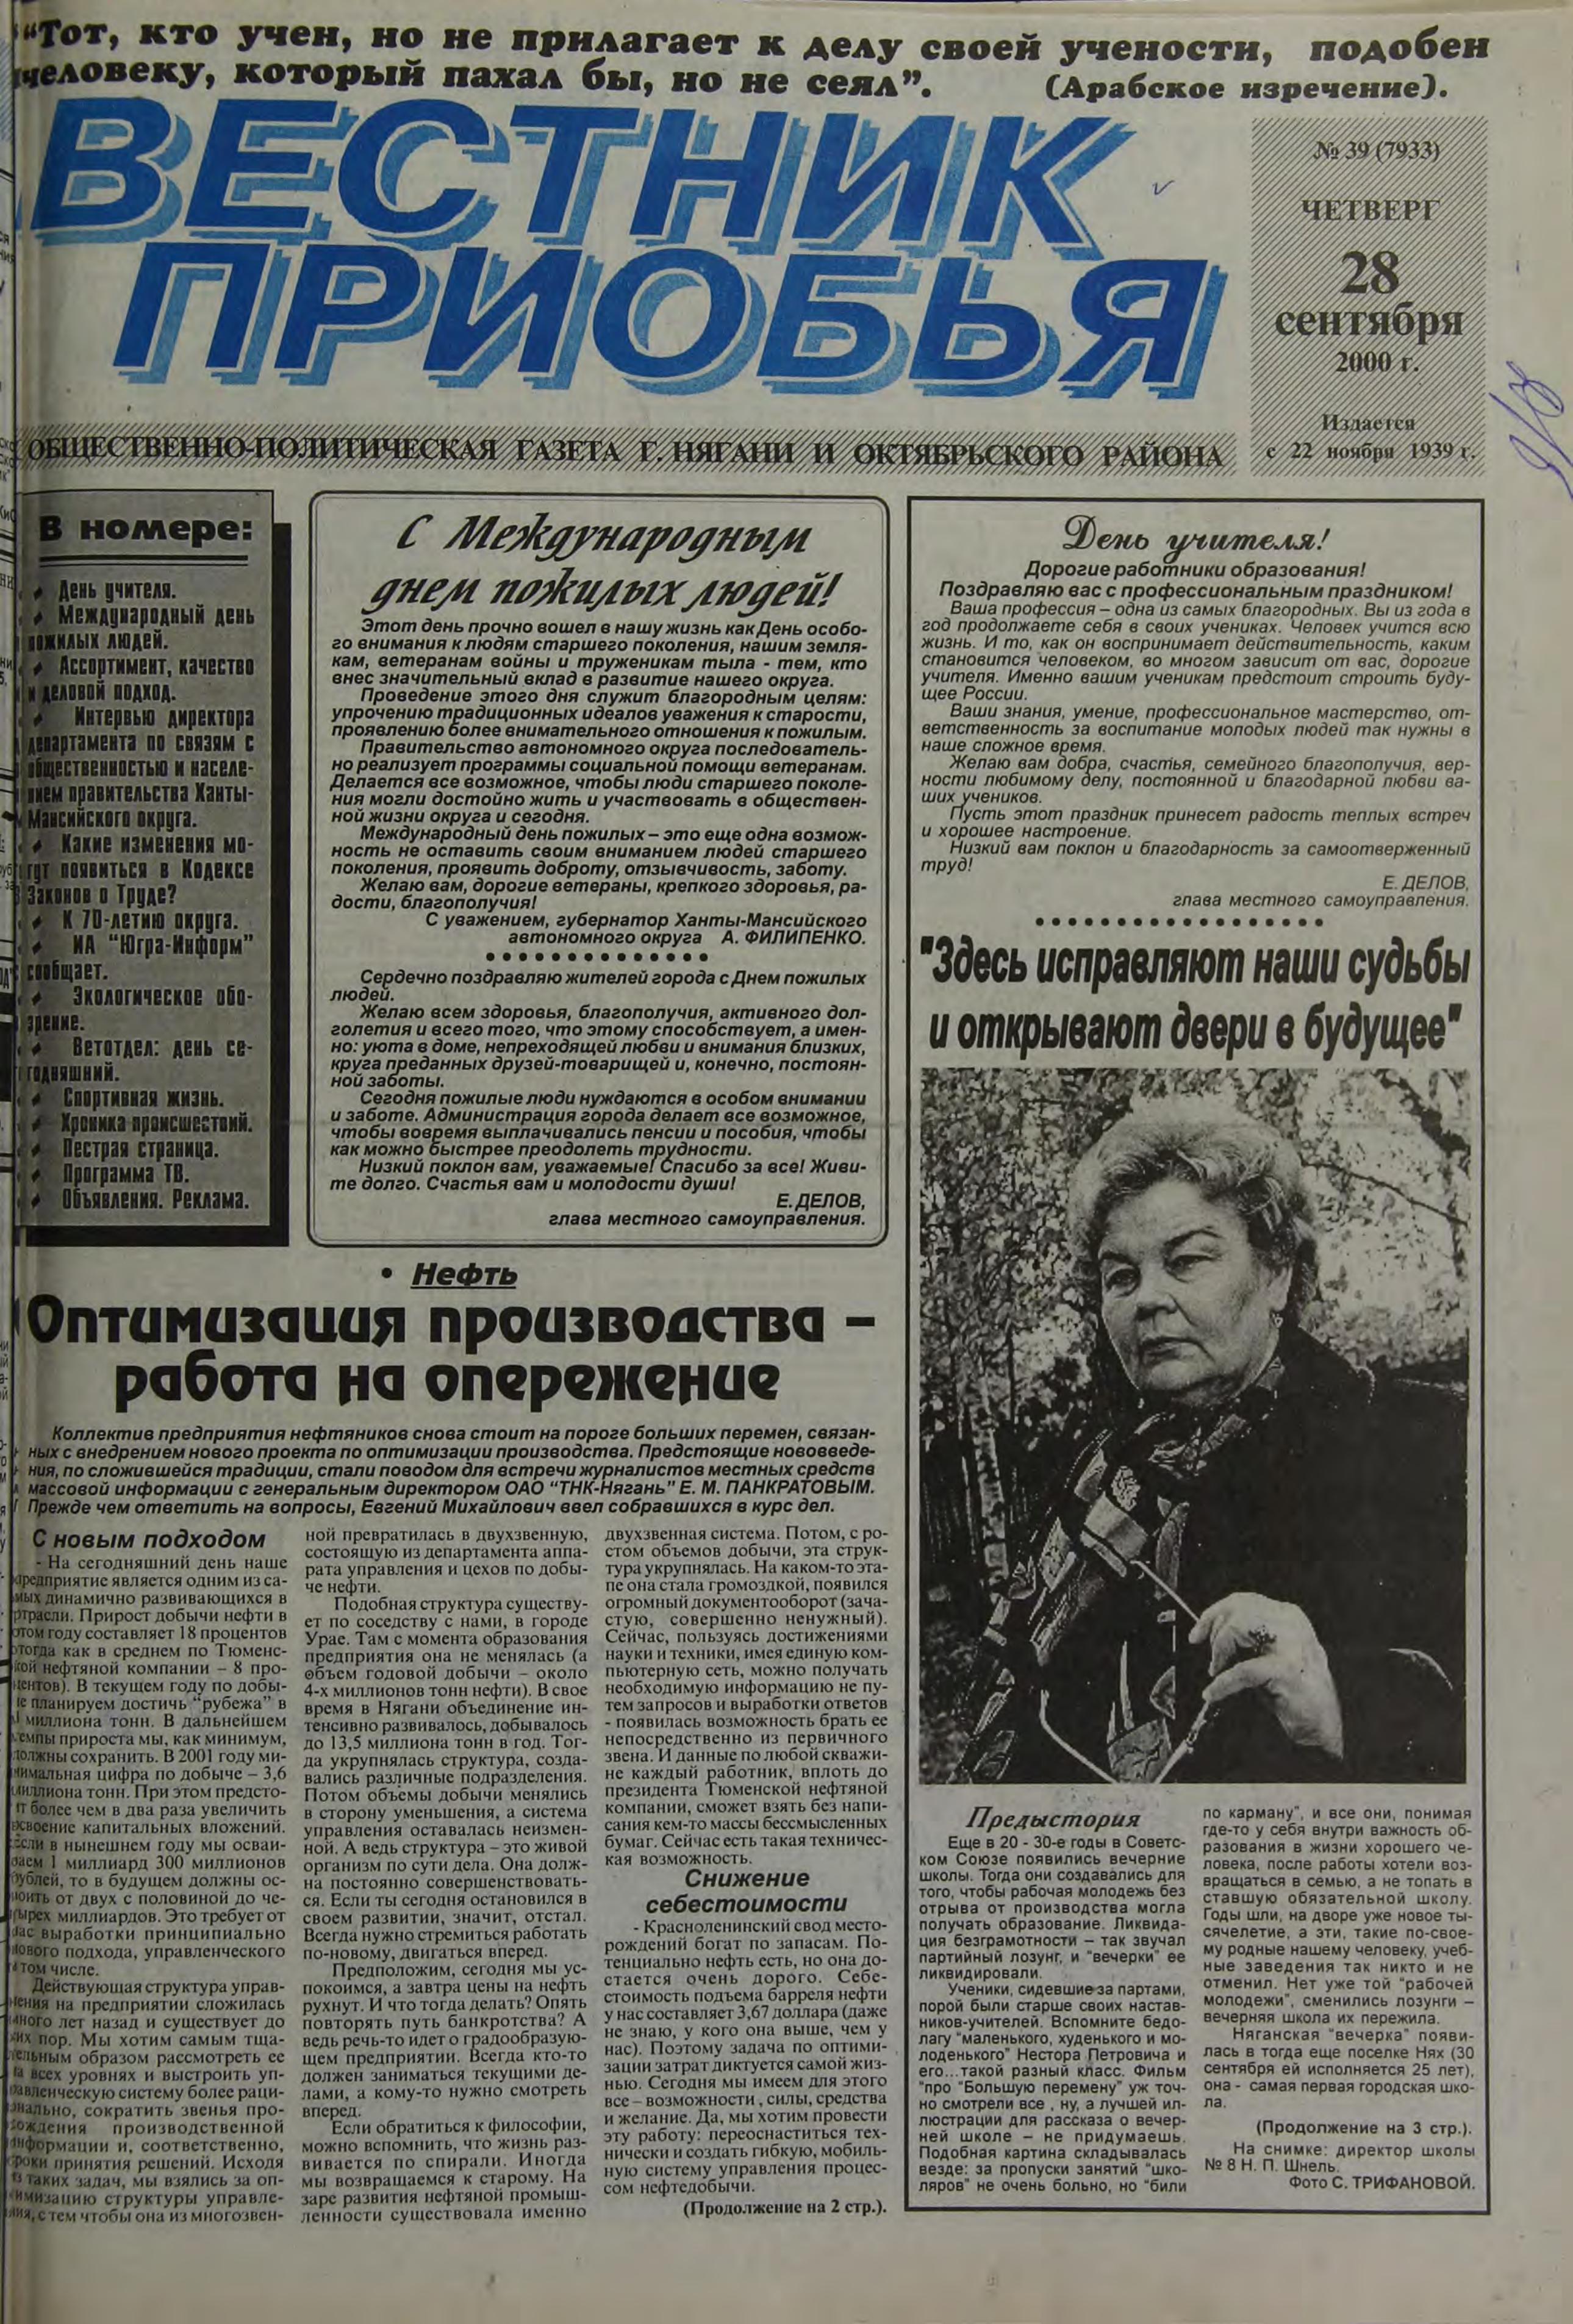 “Тот, кто учен, но не прилагает к делу своей учености, подобен
человеку, который пахал бы, но не сеял”. (Арабское изречение).
ВЕСТНИК
ПРИОБЬЯ
№ 39 (7933)
ЧЕТВЕРГ
28
сентября
2000 г.
Издается
с 22 ноября 1939 г.
ОБЩЕСТВЕННО-ПОЛИТИЧЕСКАЯ ГАЗЕТА Г. НЯГАНИ И ОКТЯБРЬСКОГО РАЙОНА
В номере:
День учителя.
Международный день
пожилых людей.
Ассортимент, качество
и деловой подход.
Интервью директора
департамента по связям с
общественностью и населе-
нием правительства Ханты-
Мансийского округа.
Какие изменения мо-
гут появиться в Кодексе
Законов о Труде?
К 70-летию округа.
ИА “Югра-Информ”
сообщает.
Экологическое обо-
зрение.
Ветотдел: день се-
годняшний.
Спортивная жизнь.
Хроника происшествий.
Пестрая страница.
Программа ТВ.
Объявления. Реклама.
С Международным
днем пожилых людей!
Этот день прочно вошел в нашу жизнь как День особо-
го внимания к людям старшего поколения, нашим земля-
кам, ветеранам войны и труженикам тыла - тем, кто
внес значительный вклад в развитие нашего округа.
Проведение этого дня служит благородным целям:
упрочению традиционных идеалов уважения к старости,
проявлению более внимательного отношения к пожилым.
Правительство автономного округа последователь-
но реализует программы социальной помощи ветеранам.
Делается все возможное, чтобы люди старшего поколе-
ния могли достойно жить и участвовать в обществен-
ной жизни округа и сегодня.
Международный день пожилых – это еще одна возмож-
ность не оставить своим вниманием людей старшего
поколения, проявить доброту, отзывчивость, заботу.
Желаю вам, дорогие ветераны, крепкого здоровья, ра-
дости, благополучия!
С уважением, губернатор Ханты-Мансийского
автономного округа А. ФИЛИПЕНКО.
Сердечно поздравляю жителей города с Днем пожилых
людей.
Желаю всем здоровья, благополучия, активного дол-
голетия и всего того, что этому способствует, а имен-
но: уюта в доме, непреходящей любви и внимания близких,
круга преданных друзей-товарищей и, конечно, постоян-
ной заботы.
Сегодня пожилые люди нуждаются в особом внимании
и заботе. Администрация города делает все возможное,
чтобы вовремя выплачивались пенсии и пособия, чтобы
как можно быстрее преодолеть трудности.
Низкий поклон вам, уважаемые! Спасибо за все! Живи-
те долго. Счастья вам и молодости души!
Е. ДЕЛОВ,
глава местного самоуправления.
День учителя!
Дорогие работники образования!
Поздравляю вас с профессиональным праздником!
Ваша профессия – одна из самых благородных. Вы из года в
год продолжаете себя в своих учениках. Человек учится всю
жизнь. И то, как он воспринимает действительность, каким
становится человеком, во многом зависит от вас, дорогие
учителя. Именно вашим ученикам предстоит строить буду-
щее России.
Ваши знания, умение, профессиональное мастерство, от-
ветственность за воспитание молодых людей так нужны в
наше сложное время.
Желаю вам добра, счастья, семейного благополучия, вер-
ности любимому делу, постоянной и благодарной любви ва-
ших учеников.
Пусть этот праздник принесет радость теплых встреч
и хорошее настроение.
Низкий вам поклон и благодарность за самоотверженный
труд!
Е. ДЕЛОВ,
глава местного самоуправления.
"Здесь исправляют наши судьбы
и открывают двери в будущее"
• Нефть
Оптимизация производства –
работа на опережение
Коллектив предприятия нефтяников снова стоит на пороге больших перемен, связан-
ных с внедрением нового проекта по оптимизации производства. Предстоящие нововведе-
ния, по сложившейся традиции, стали поводом для встречи журналистов местных средств
массовой информации с генеральным директором ОАО “ТНК-Нягань” Е. М. ПАНКРАТОВЫМ.
Прежде чем ответить на вопросы, Евгений Михайлович ввел собравшихся в курс дел.
С новым подходом
- На сегодняшний день наше
предприятие является одним из са-
мых динамично развивающихся в
отрасли. Прирост добычи нефти в
этом году составляет 18 процентов
(тогда как в среднем по Тюменс-
кой нефтяной компании – 8 про-
центов). В текущем году по добы-
че планируем достичь “рубежа” в
миллиона тонн. В дальнейшем
темпы прироста мы, как минимум,
должны сохранить. В 2001 году ми-
нимальная цифра по добыче – 3,6
миллиона тонн. При этом предсто-
ит более чем в два раза увеличить
освоение капитальных вложений.
Если в нынешнем году мы осваи-
ваем 1 миллиард 300 миллионов
рублей, то в будущем должны ос-
воить от двух с половиной до че-
тырех миллиардов. Это требует от
нас выработки принципиально
нового подхода, управленческого
в том числе.
Действующая структура управ-
ления на предприятии сложилась
много лет назад и существует до
сих пор. Мы хотим самым тща-
тельным образом рассмотреть ее
на всех уровнях и выстроить уп-
равленческую систему более раци-
онально, сократить звенья про-
хождения производственной
информации и, соответственно,
сроки принятия решений. Исходя
из таких задач, мы взялись за оп-
тимизацию структуры управле-
ния, с тем чтобы она из многозвен-
ной превратилась в двухзвенную,
состоящую из департамента аппа-
рата управления и цехов по добы-
че нефти.
Подобная структура существу-
ет по соседству с нами, в городе
Урае. Там с момента образования
предприятия она не менялась (а
объем годовой добычи – около
4-х миллионов тонн нефти). В свое
время в Нягани объединение ин-
тенсивно развивалось, добывалось
до 13,5 миллиона тонн в год. Тог-
да укрупнялась структура, созда-
вались различные подразделения.
Потом объемы добычи менялись
в сторону уменьшения, а система
управления оставалась неизмен-
ной. А ведь структура – это живой
организм по сути дела. Она долж-
на постоянно совершенствовать-
ся. Если ты сегодня остановился в
своем развитии, значит, отстал.
Всегда нужно стремиться работать
по-новому, двигаться вперед.
Предположим, сегодня мы ус-
покоимся, а завтра цены на нефть
рухнут. И что тогда делать? Опять
повторять путь банкротства? А
ведь речь-то идет о градообразую-
щем предприятии. Всегда кто-то
должен заниматься текущими де-
лами, а кому-то нужно смотреть
вперед.
Если обратиться к философии,
можно вспомнить, что жизнь раз-
вивается по спирали. Иногда
мы возвращаемся к старому. На
заре развития нефтяной промыш-
ленности существовала именно
двухзвенная система. Потом, с ро-
стом объемов добычи, эта струк-
тура укрупнялась. На каком-то эта-
пе она стала громоздкой, появился
огромный документооборот (зача-
стую, совершенно ненужный).
Сейчас, пользуясь достижениями
науки и техники, имея единую ком-
пьютерную сеть, можно получать
необходимую информацию не пу-
тем запросов и выработки ответов
- появилась возможность брать ее
непосредственно из первичного
звена. И данные по любой скважи-
не каждый работник, вплоть до
президента Тюменской нефтяной
компании, сможет взять без напи-
сания кем-то массы бессмысленных
бумаг. Сейчас есть такая техничес-
кая возможность.
Снижение
себестоимости
- Красноленинский свод место-
рождений богат по запасам. По-
тенциально нефть есть, но она до-
стается очень дорого. Себе-
стоимость подъема барреля нефти
у нас составляет 3,67 доллара (даже
не знаю, у кого она выше, чем у
нас). Поэтому задача по оптими-
зации затрат диктуется самой жиз-
нью. Сегодня мы имеем для этого
все – возможности, силы, средства
и желание. Да, мы хотим провести
эту работу: переоснаститься тех-
нически и создать гибкую, мобиль-
ную систему управления процес-
сом нефтедобычи.
(Продолжение на 2 стр.).
Предыстория
Еще в 20 - 30-е годы в Советс-
ком Союзе появились вечерние
школы. Тогда они создавались для
того, чтобы рабочая молодежь без
отрыва от производства могла
получать образование. Ликвида-
ция безграмотности – так звучал
партийный лозунг, и "вечерки" ее
ликвидировали.
Ученики, сидевшие за партами,
порой были старше своих настав-
ников-учителей. Вспомните бедо-
лагу "маленького, худенького и мо-
лоденького" Нестора Петровича и
его...такой разный класс. Фильм
"про "Большую перемену" уж точ-
но смотрели все , ну, а лучшей ил-
люстрации для рассказа о вечер-
ней школе – не придумаешь.
Подобная картина складывалась
везде: за пропуски занятий "шко-
ляров" не очень больно, но "били
по карману", и все они, понимая
где-то у себя внутри важность об-
разования в жизни хорошего че-
ловека, после работы хотели воз-
вращаться в семью, а не топать в
ставшую обязательной школу.
Годы шли, на дворе уже новое ты-
сячелетие, а эти, такие по-свое-
му родные нашему человеку, учеб-
ные заведения так никто и не
отменил. Нет уже той "рабочей
молодежи", сменились лозунги –
вечерняя школа их пережила.
Няганская "вечерка" появи-
лась в тогда еще поселке Нях (30
сентября ей исполняется 25 лет),
она - самая первая городская шко-
ла.
(Продолжение на 3 стр.).
На снимке: директор школы
№ 8 Н. П. Шнель.
Фото С. ТРИФАНОВОЙ.